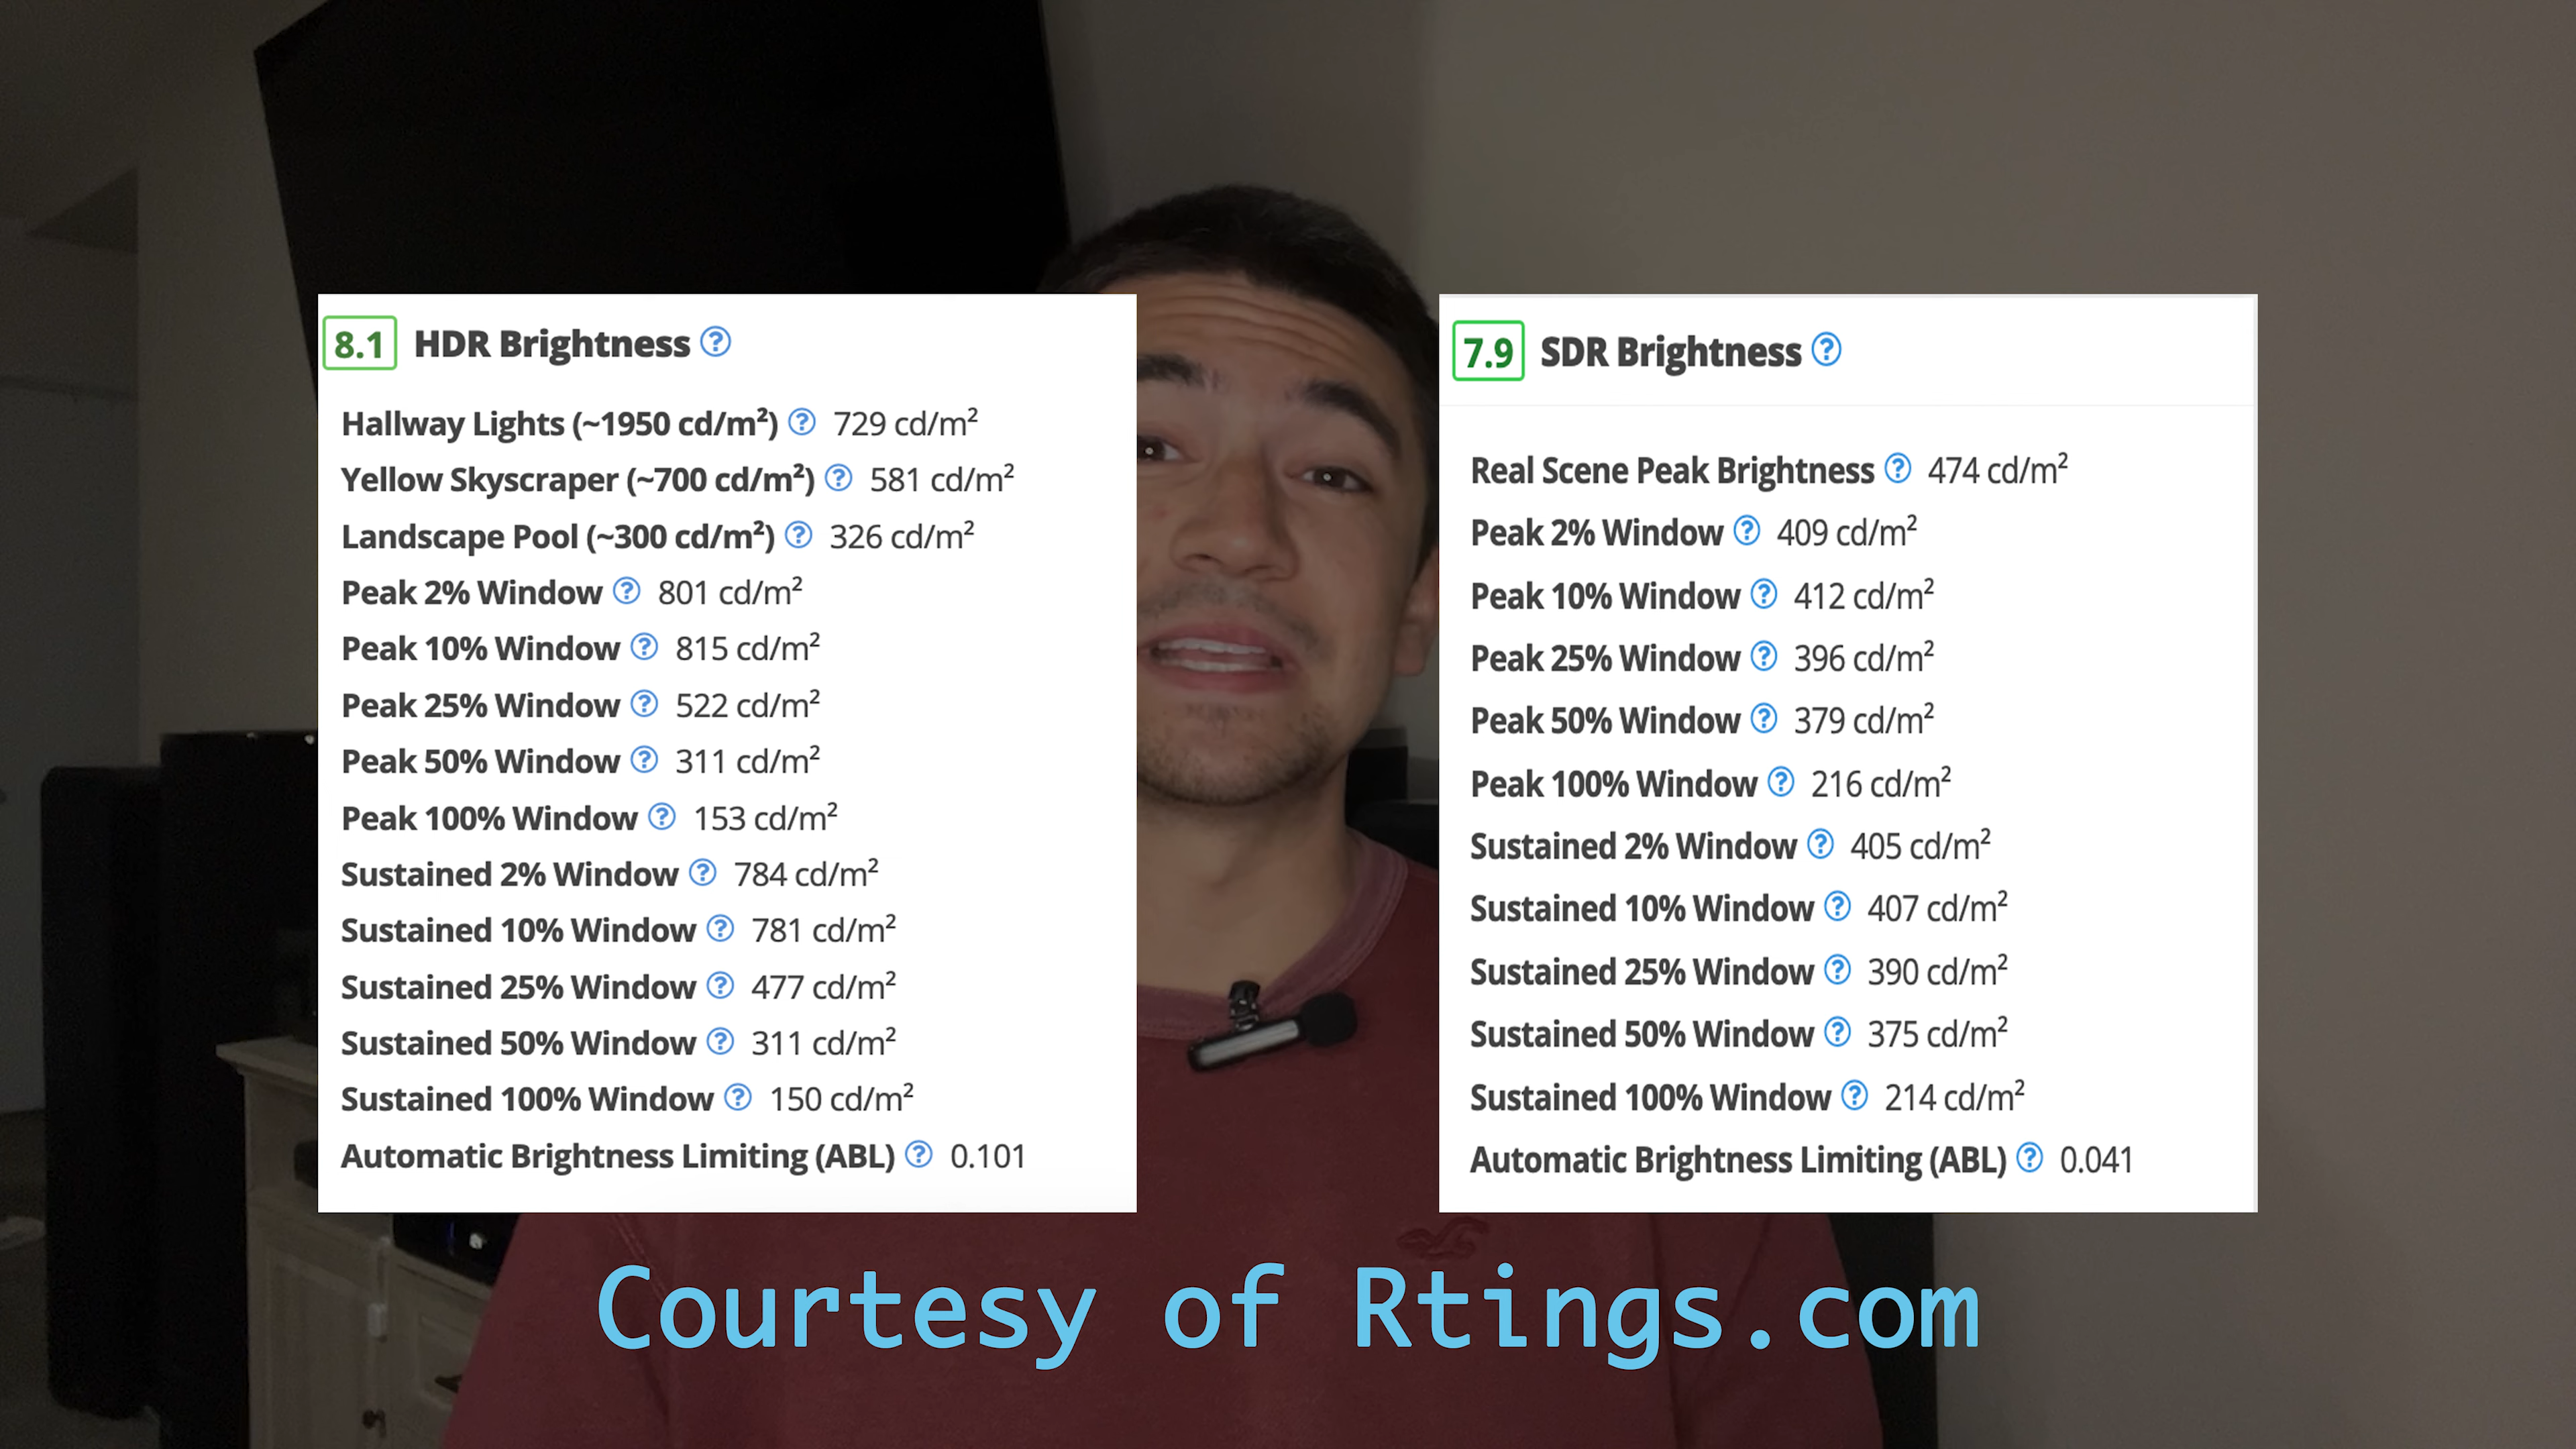 8.1 HDR Brightness ?
Hallway Lights (~1950 cd/m²) ? 729 cd/m²
Yellow Skyscraper (~700 cd/m²) ? 581 cd/m²
Landscape Pool (~300 cd/m²) ? 326 cd/m²
Peak 2% Window ? 801 cd/m²
Peak 10% Window ? 815 cd/m²
Peak 25% Window ? 522 cd/m²
Peak 50% Window ? 311 cd/m²
Peak 100% Window ? 153 cd/m²
Sustained 2% Window ? 784 cd/m²
Sustained 10% Window ? 781 cd/m²
Sustained 25% Window ? 477 cd/m²
Sustained 50% Window ? 311 cd/m²
Sustained 100% Window ? 150 cd/m²
Automatic Brightness Limiting (ABL) ? 0.101
7.9 SDR Brightness ?
Real Scene Peak Brightness ? 474 cd/m²
Peak 2% Window ? 409 cd/m²
Peak 10% Window ? 412 cd/m²
Peak 25% Window ? 396 cd/m²
Peak 50% Window ? 379 cd/m²
Peak 100% Window ? 216 cd/m²
Sustained 2% Window ? 405 cd/m²
Sustained 10% Window ? 407 cd/m²
Sustained 25% Window ? 390 cd/m²
Sustained 50% Window ? 375 cd/m²
Sustained 100% Window ? 214 cd/m²
Automatic Brightness Limiting (ABL) ? 0.041
Courtesy of Rtings.com